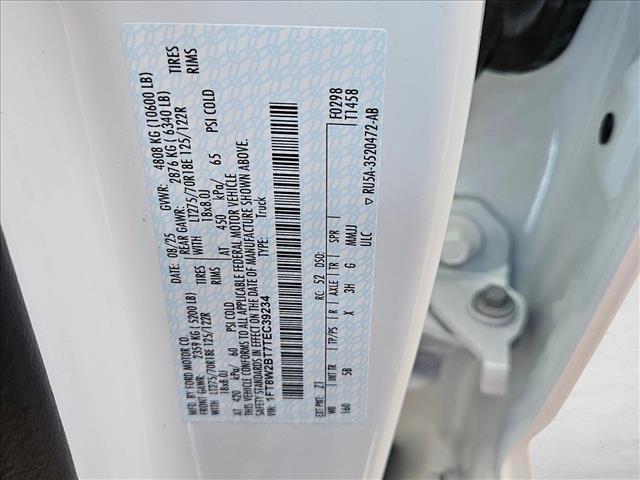 MFD. BY FORD MOTOR CO.
DATE: 08/25 GVWR: 4808 KG (10600 LB)
FRONT GAWR: 2359 KG (5200 LB) REAR GAWR: 2876 KG (6340 LB)
LT275/70R18E 125/122R TIRES WITH LT275/70R18E 125/122R TIRES
18x8.0J RIMS 18x8.0J RIMS
AT 420 kPa/ 60 PSI COLD AT 450 kPa/ 65 PSI COLD
THIS VEHICLE CONFORMS TO ALL APPLICABLE FEDERAL MOTOR VEHICLE
SAFETY STANDARDS IN EFFECT ON THE DATE OF MANUFACTURE SHOWN ABOVE.
VIN: 1FT8W2BT7TEC39234 TYPE: Truck
F0298
T1458
EXT PNT: Z1 RC: 52 DSO:
WB INT TR TP/PS R AXLE TR SPR
160 5B X 3H G MMUJ
ULC
▽ RU5A-3520472-AB